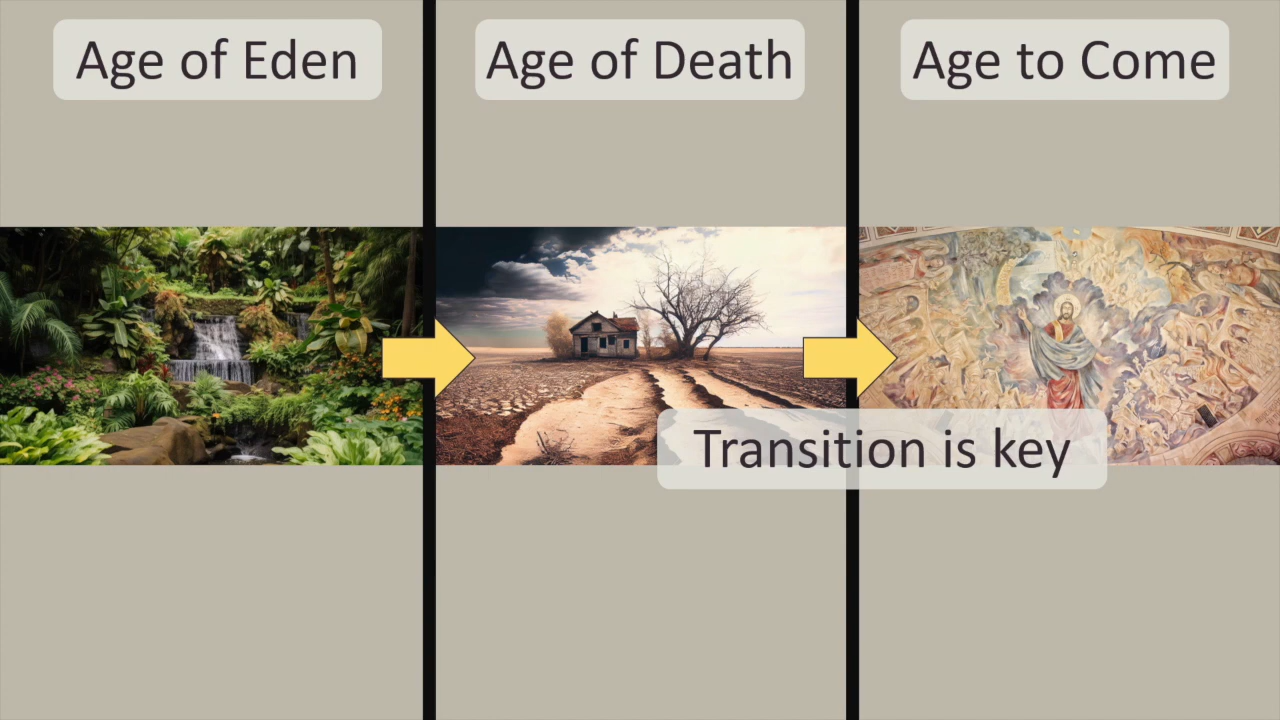 Age of Eden
Age of Death
Age to Come
Transition is key